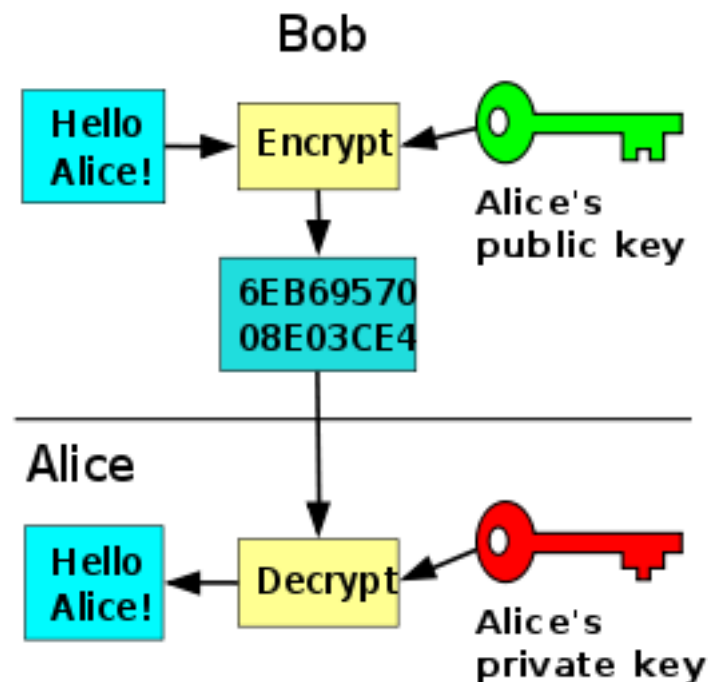 Bob
Hello
Alice!
Encrypt
Alice's
public key
6EB69570
08E03CE4
Alice
Hello
Alice!
Decrypt
Alice's
private key